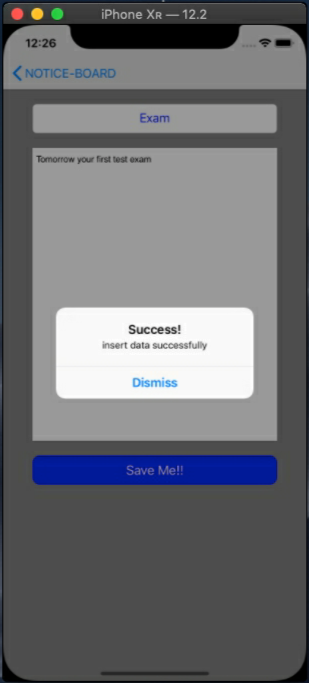 iPhone Xʀ — 12.2
12:26
NOTICE-BOARD
Exam
Tomorrow your first test exam
Success!
insert data successfully
Dismiss
Save Me!!